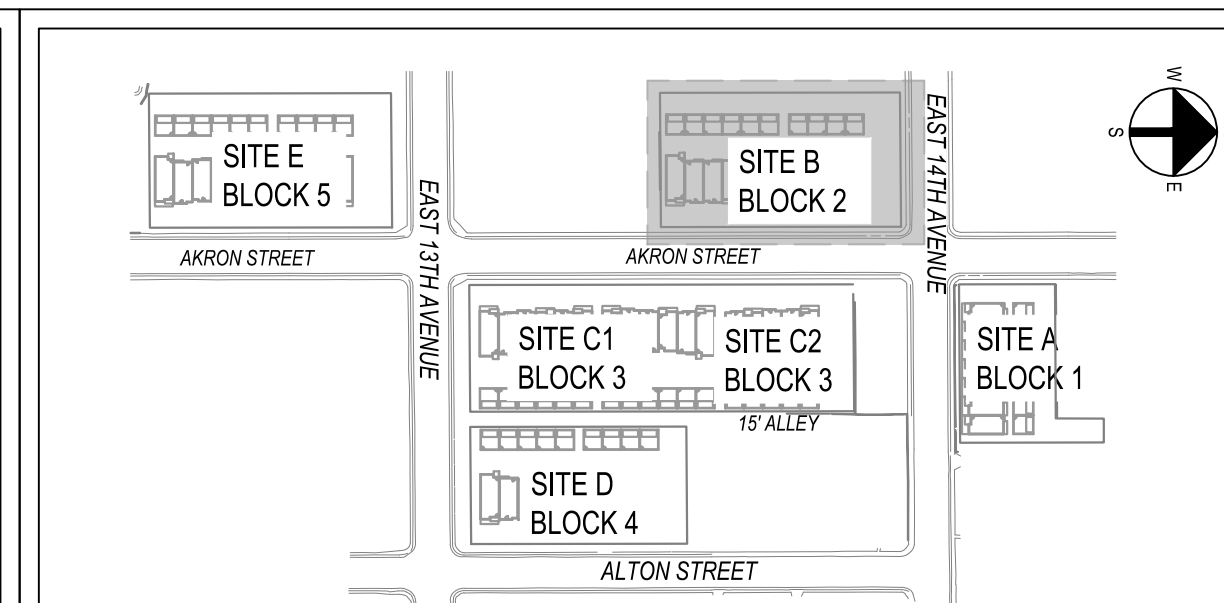 W
S
E
SITE E
BLOCK 5
SITE B
BLOCK 2
EAST 13TH AVENUE
EAST 14TH AVENUE
AKRON STREET
AKRON STREET
SITE C1
BLOCK 3
SITE C2
BLOCK 3
SITE A
BLOCK 1
15' ALLEY
SITE D
BLOCK 4
ALTON STREET